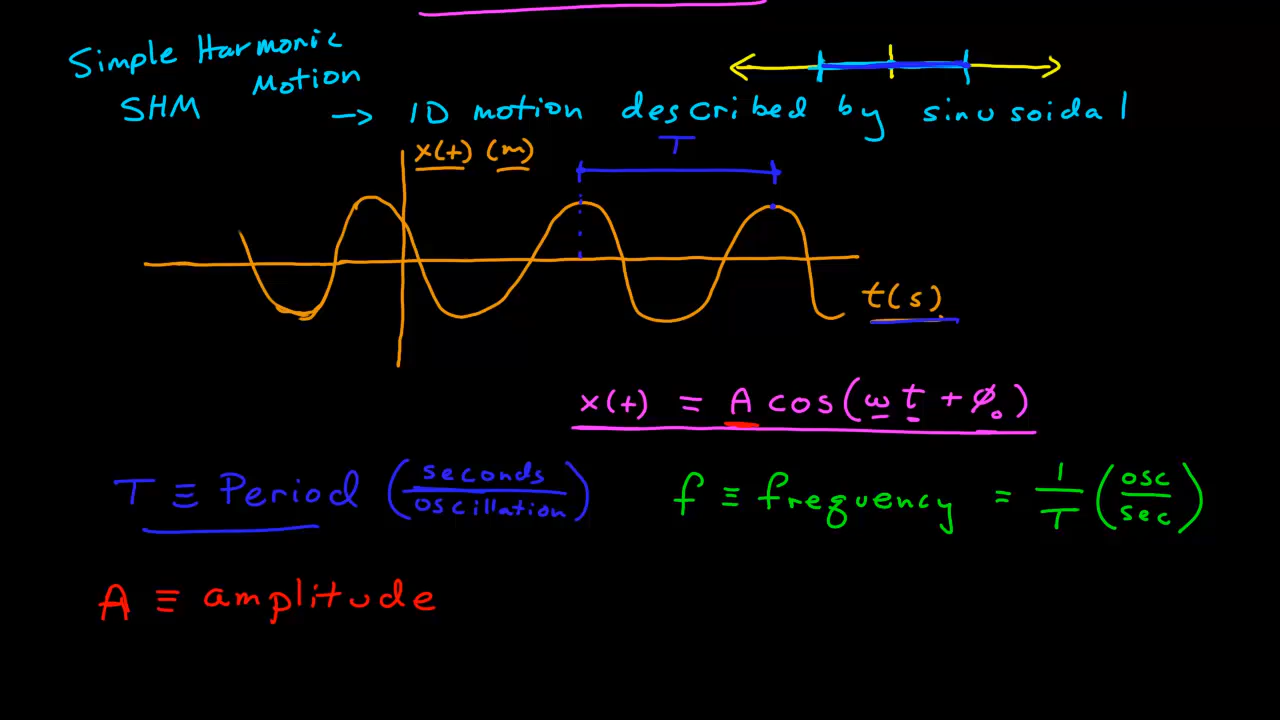 Simple Harmonic
Motion
SHM → 1D motion described by sinusoidal
x(t) (m)
T
t(s)
x(t) = A cos(ωt + φ₀)
T ≡ Period (seconds/oscillation)
f ≡ frequency = 1/T (osc/sec)
A ≡ amplitude